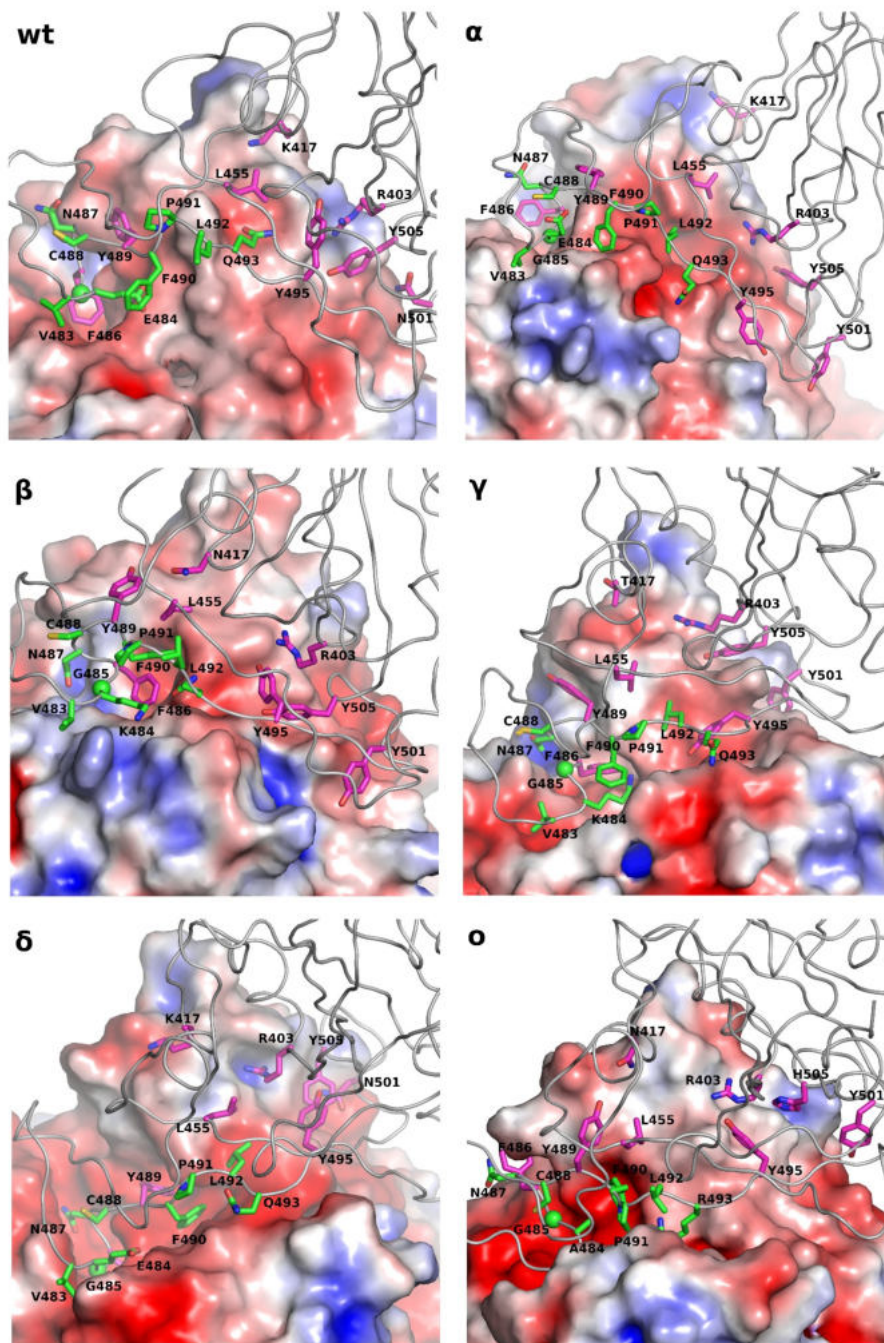 wt
K417
L455
R403
P491
N487
L492
Y505
C488
Y489
Q493
F490
Y495
N501
V483
E484
F486
α
K417
N487
L455
C488
F490
F486
P491
L492
R403
E484
G485
V483
Q493
Y505
Y495
Y501
β
N417
L455
C488
Y489
P491
R403
N487
F490
L492
G485
V483
F486
Y505
K484
Y495
Y501
γ
T417
R403
Y505
L455
Y501
Y489
C488
L492
Y495
N487
F486
F490
P491
Q493
G485
K484
V483
δ
K417
R403
Y505
N501
L455
Y495
P491
Y489
L492
C488
Q493
N487
F490
E484
G485
V483
o
N417
R403
H505
Y501
L455
F486
Y489
Y495
C488
F490
L492
N487
R493
G485
A484
P491